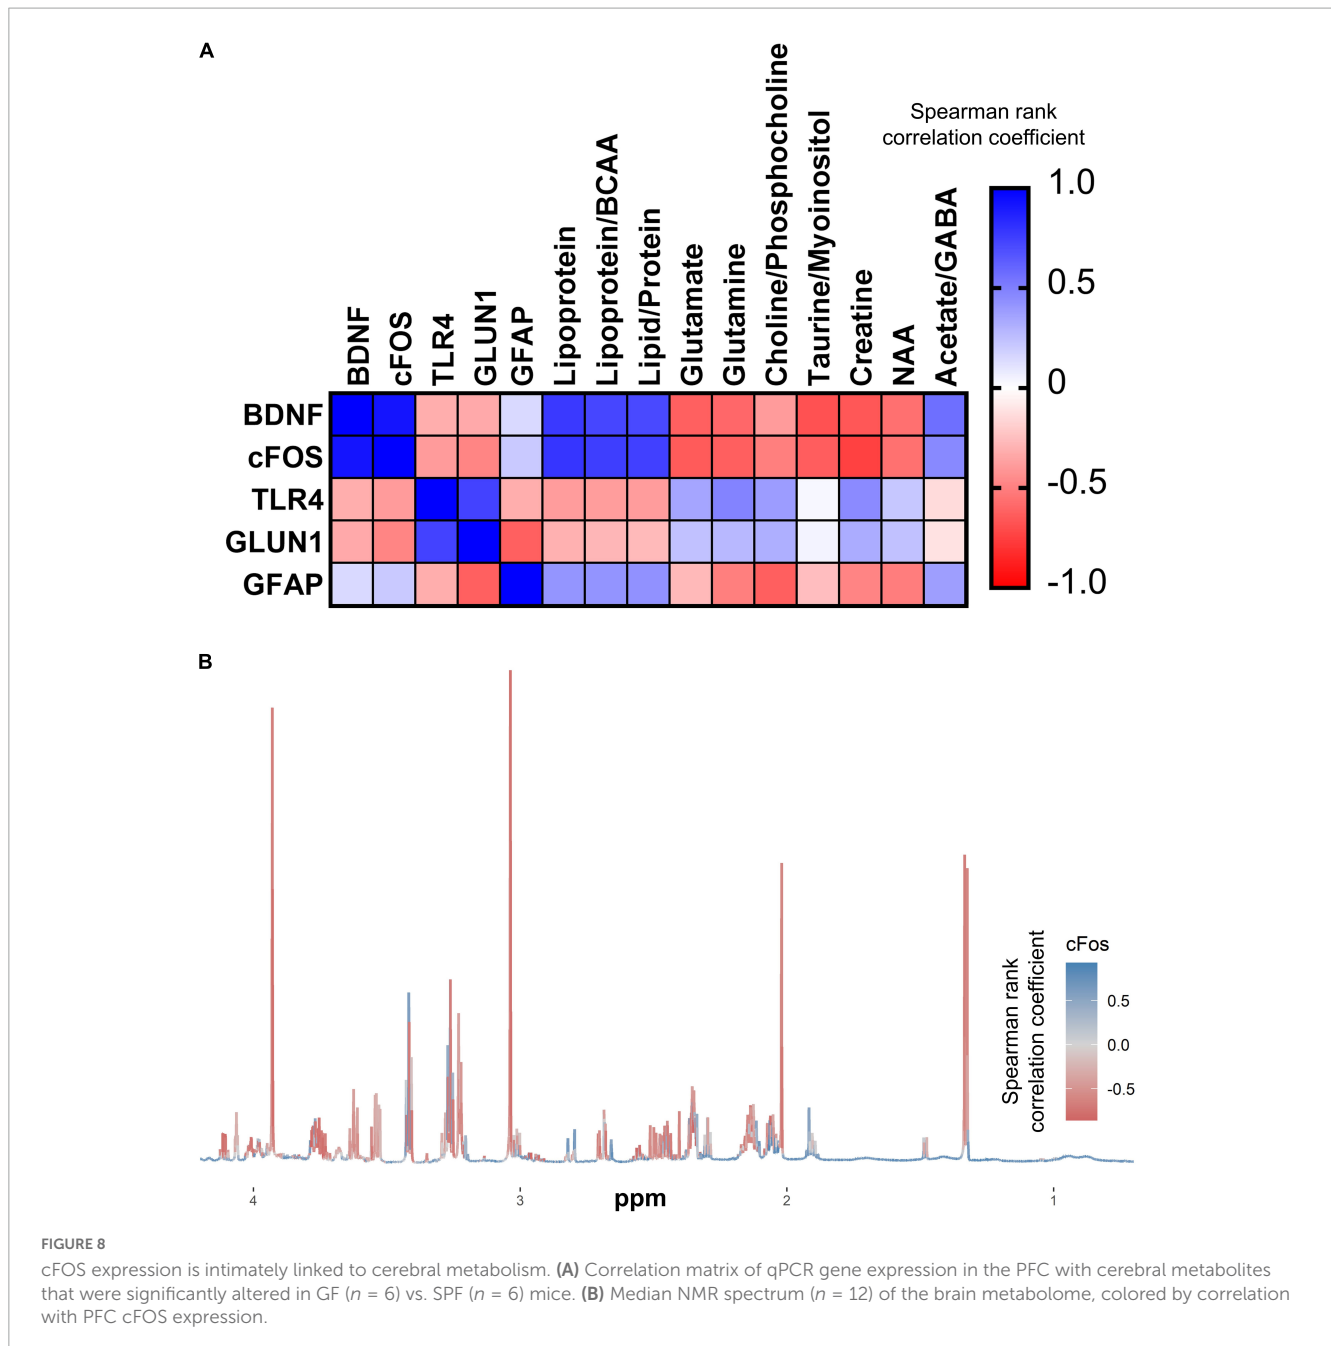 A
Spearman rank
correlation coefficient
BDNF
cFOS
TLR4
GLUN1
GFAP
Lipoprotein
Lipoprotein/BCAA
Lipid/Protein
Glutamate
Glutamine
Choline/Phosphocholine
Taurine/Myoinositol
Creatine
NAA
Acetate/GABA
1.0
0.5
0
-0.5
-1.0
BDNF
cFOS
TLR4
GLUN1
GFAP
B
Spearman rank
correlation coefficient
cFos
0.5
0.0
-0.5
4
3
2
1
ppm
FIGURE 8
cFOS expression is intimately linked to cerebral metabolism. (A) Correlation matrix of qPCR gene expression in the PFC with cerebral metabolites
that were significantly altered in GF (n = 6) vs. SPF (n = 6) mice. (B) Median NMR spectrum (n = 12) of the brain metabolome, colored by correlation
with PFC cFOS expression.